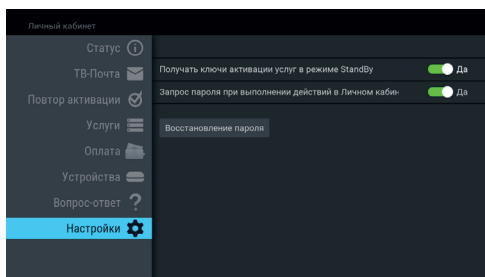 Личный кабинет
Статус
ТВ-Почта
Повтор активации
Услуги
Оплата
Устройства
Вопрос-ответ
Настройки
Получать ключи активации услуг в режиме StandBy Да
Запрос пароля при выполнении действий в Личном кабин Да
Восстановление пароля